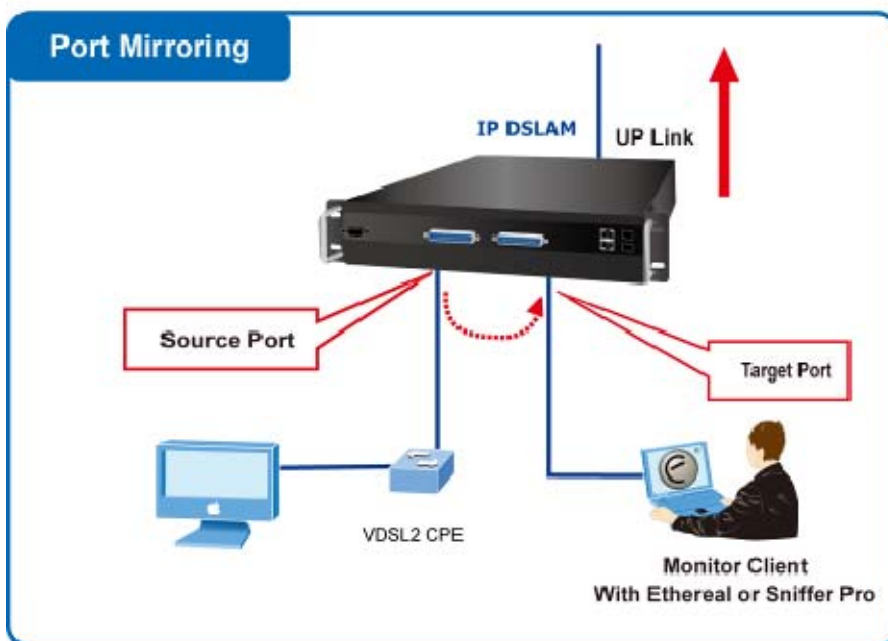 Port Mirroring
IP DSLAM
UP Link
Source Port
Target Port
VDSL2 CPE
Monitor Client
With Ethereal or Sniffer Pro